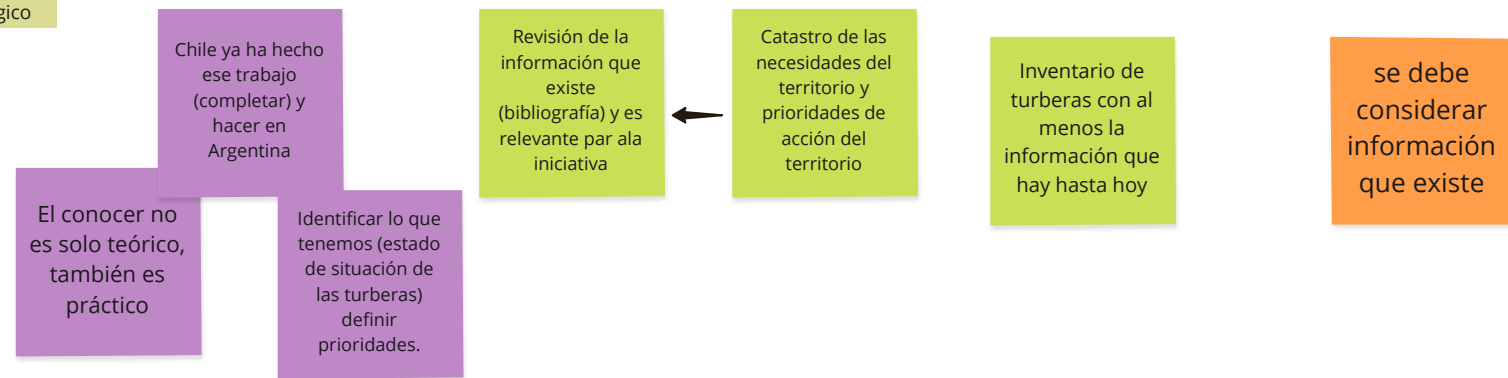 gico
Chile ya ha hecho
ese trabajo
(completar) y
hacer en
Argentina
El conocer no
es solo teórico,
también es
práctico
Identificar lo que
tenemos (estado
de situación de
las turberas)
definir
prioridades.
Revisión de la
información que
existe
(bibliografía) y es
relevante par ala
iniciativa
Catastro de las
necesidades del
territorio y
prioridades de
acción del
territorio
Inventario de
turberas con al
menos la
información que
hay hasta hoy
se debe
considerar
información
que existe